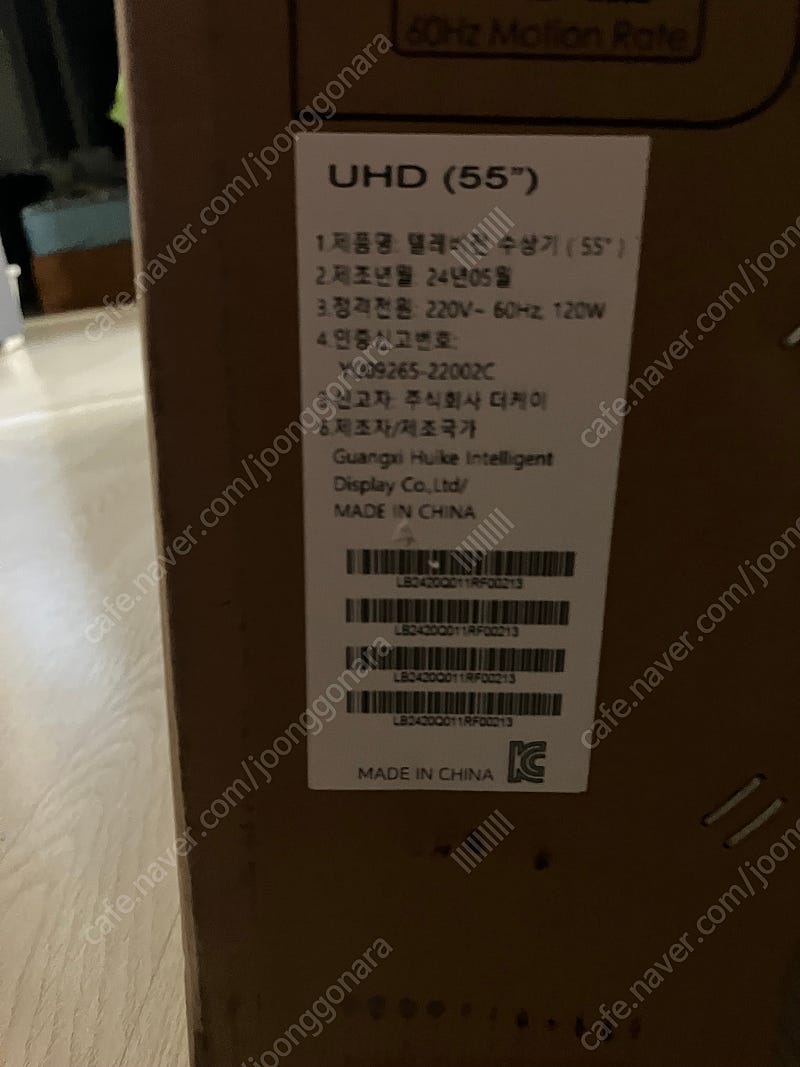 60Hz Motion Rate
UHD (55")
1.제품명: 텔레비전 수상기 ( 55" )
2.제조년월: 24년05월
3.정격전원: 220V~ 60Hz, 120W
4.인증신고번호:
YU09265-22002C
5.신고자: 주식회사 더케이
6.제조자/제조국가
Guangxi Huike Intelligent
Display Co.,Ltd/
MADE IN CHINA
LB2420Q011RF00213
LB2420Q011RF00213
LB2420Q011RF00213
LB2420Q011RF00213
MADE IN CHINA
cafe.naver.com/joonggonara
cafe.naver.com/joonggonara
cafe.naver.com/joonggonara
cafe.naver.com/joonggonara
cafe.naver.com/joonggonara
cafe.naver.com/joonggonara